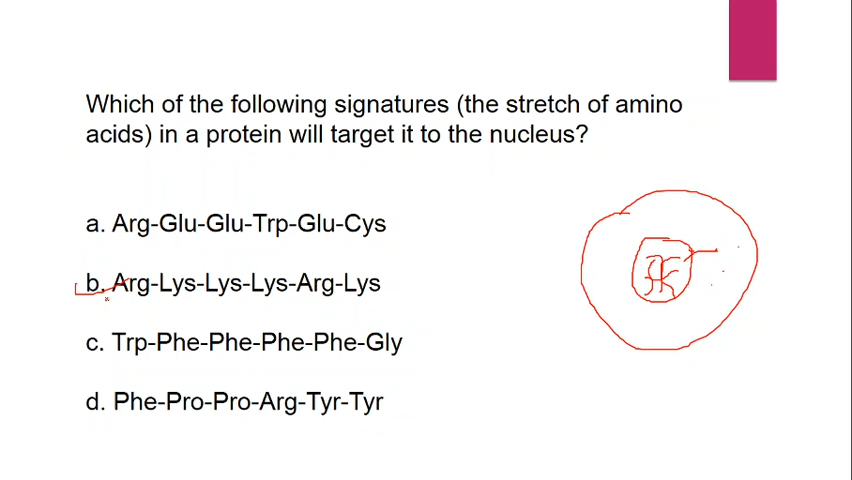 Which of the following signatures (the stretch of amino
acids) in a protein will target it to the nucleus?
a. Arg-Glu-Glu-Trp-Glu-Cys
b. Arg-Lys-Lys-Lys-Arg-Lys
c. Trp-Phe-Phe-Phe-Phe-Gly
d. Phe-Pro-Pro-Arg-Tyr-Tyr